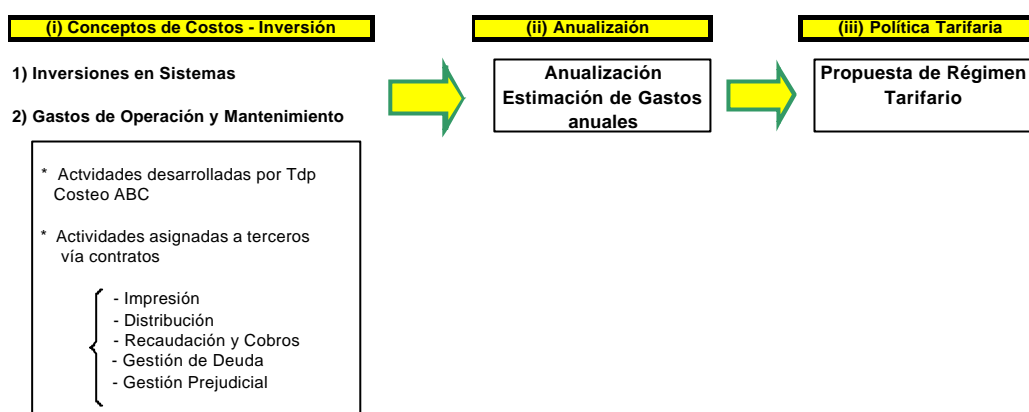 (i) Conceptos de Costos - Inversión
1) Inversiones en Sistemas
2) Gastos de Operación y Mantenimiento
* Actvidades desarrolladas por Tdp
Costeo ABC
* Actividades asignadas a terceros
vía contratos
- Impresión
- Distribución
- Recaudación y Cobros
- Gestión de Deuda
- Gestión Prejudicial
(ii) Anualizaión
Anualización
Estimación de Gastos
anuales
(iii) Política Tarifaria
Propuesta de Régimen
Tarifario